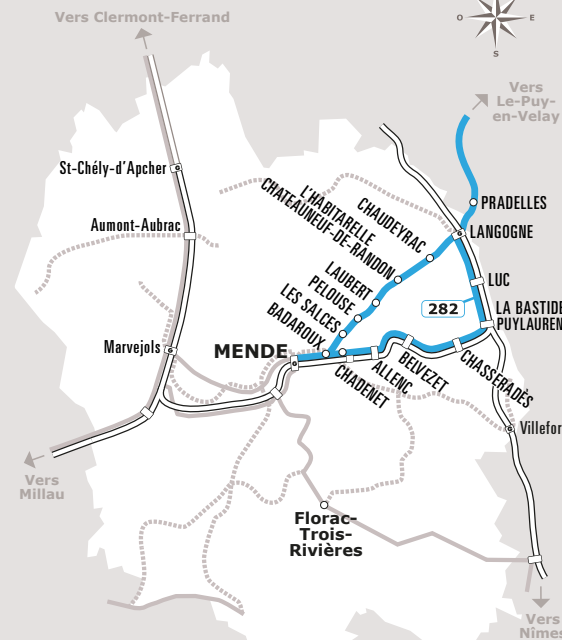 Vers Clermont-Ferrand
O
E
S
Vers
Le-Puy-
en-Velay
St-Chély-d'Apcher
Aumont-Aubrac
Marvejols
PRADELLES
LANGOGNE
CHAUDEYRAC
L'HABITARELLE
CHATEAUNEUF-DE-RANDON
LAUBERT
PELOUSE
LES SALCES
BADAROUX
LUC
282
LA BASTIDE
PUYLAUREN
MENDE
CHADENET
ALLENC
BELVEZET
CHASSERADÈS
Villefor
Vers
Millau
Florac-
Trois-
Rivières
Vers
Nîmes